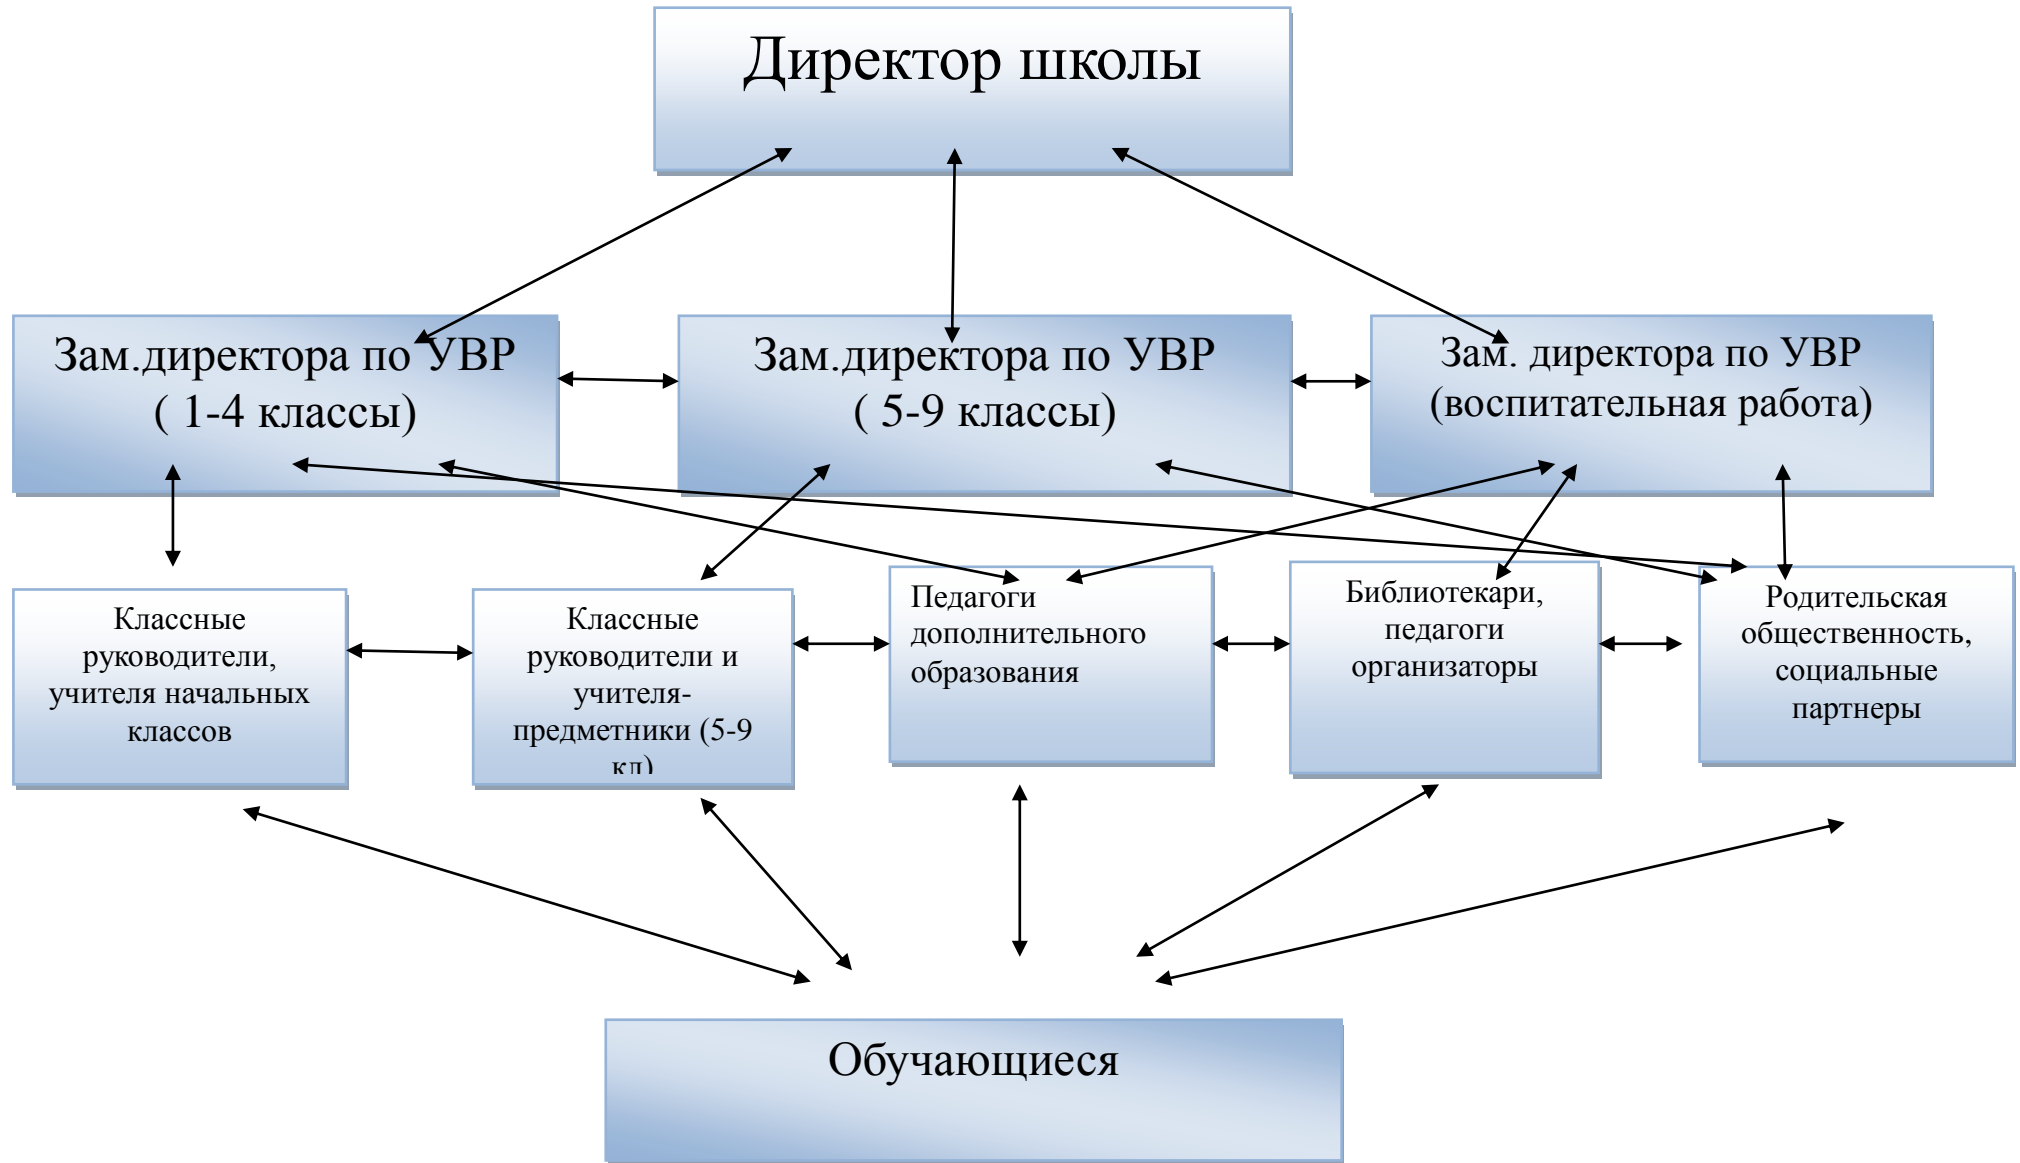 Директор школы
Зам.директора по УВР
( 1-4 классы)
Зам.директора по УВР
( 5-9 классы)
Зам. директора по УВР
(воспитательная работа)
Классные
руководители,
учителя начальных
классов
Классные
руководители и
учителя-
предметники (5-9
кл)
Педагоги
дополнительного
образования
Библиотекари,
педагоги
организаторы
Родительская
общественность,
социальные
партнеры
Обучающиеся